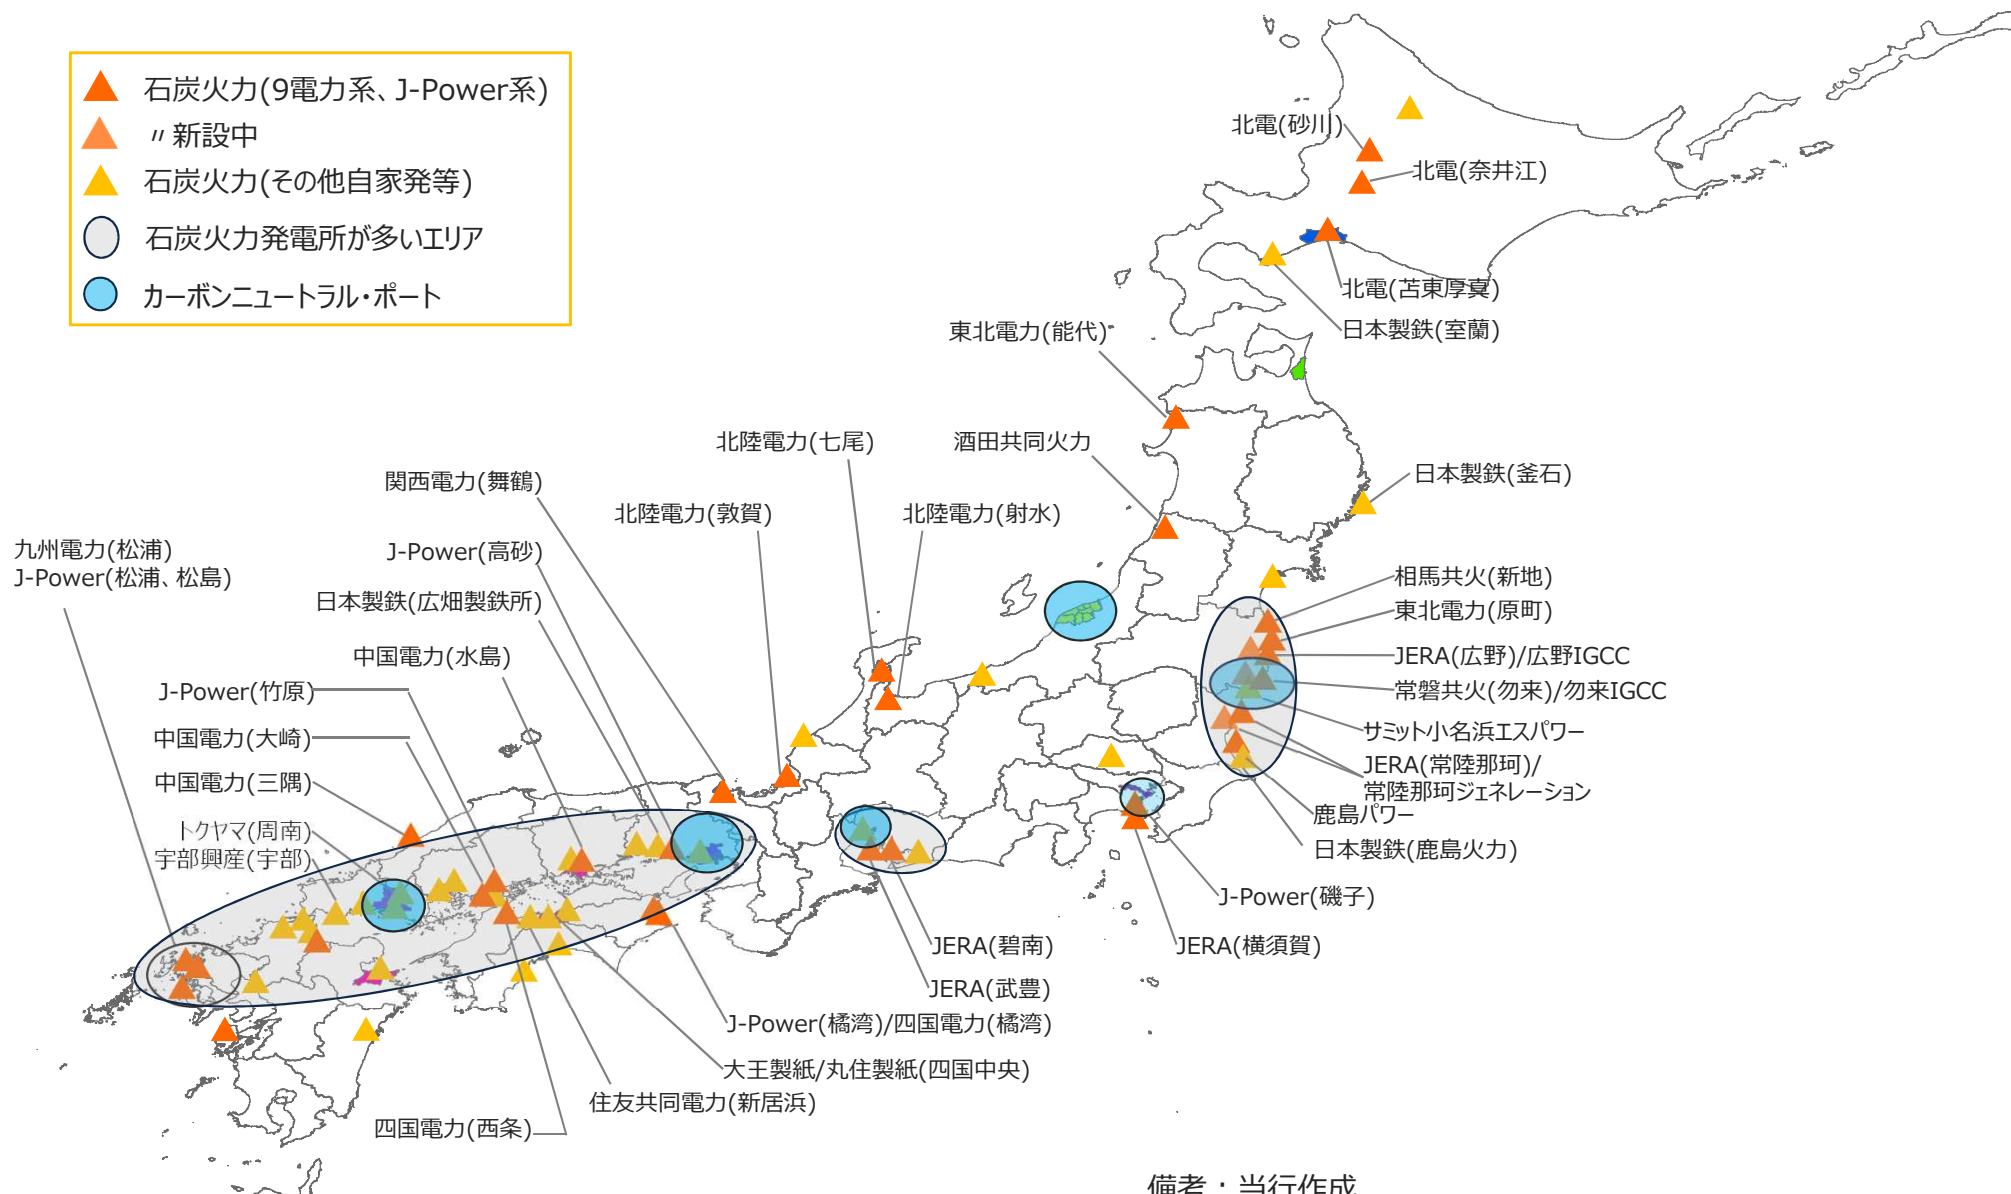 石炭火力(9電力系、J-Power系)
〃新設中
石炭火力(その他自家発等)
石炭火力発電所が多いエリア
カーボンニュートラル・ポート
北電(砂川)
北電(奈井江)
北電(苫東厚真)
日本製鉄(室蘭)
東北電力(能代)
北陸電力(七尾)
酒田共同火力
日本製鉄(釜石)
関西電力(舞鶴)
北陸電力(敦賀)
北陸電力(射水)
九州電力(松浦)
J-Power(松浦、松島)
J-Power(高砂)
日本製鉄(広畑製鉄所)
中国電力(水島)
J-Power(竹原)
中国電力(大崎)
中国電力(三隅)
トクヤマ(周南)
宇部興産(宇部)
相馬共火(新地)
東北電力(原町)
JERA(広野)/広野IGCC
常磐共火(勿来)/勿来IGCC
サミット小名浜エスパワー
JERA(常陸那珂)/
常陸那珂ジェネレーション
鹿島パワー
日本製鉄(鹿島火力)
J-Power(磯子)
JERA(横須賀)
JERA(碧南)
JERA(武豊)
J-Power(橘湾)/四国電力(橘湾)
大王製紙/丸住製紙(四国中央)
住友共同電力(新居浜)
四国電力(西条)
備考：当行作成